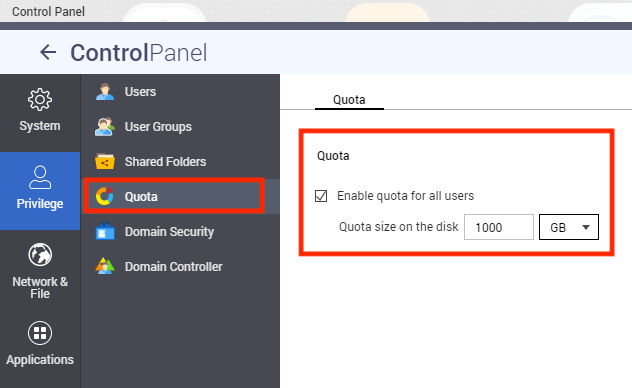 Control Panel
ControlPanel
System
Privilege
Network &
File
Applications
Users
User Groups
Shared Folders
Quota
Domain Security
Domain Controller
Quota
Quota
Enable quota for all users
Quota size on the disk 1000 GB